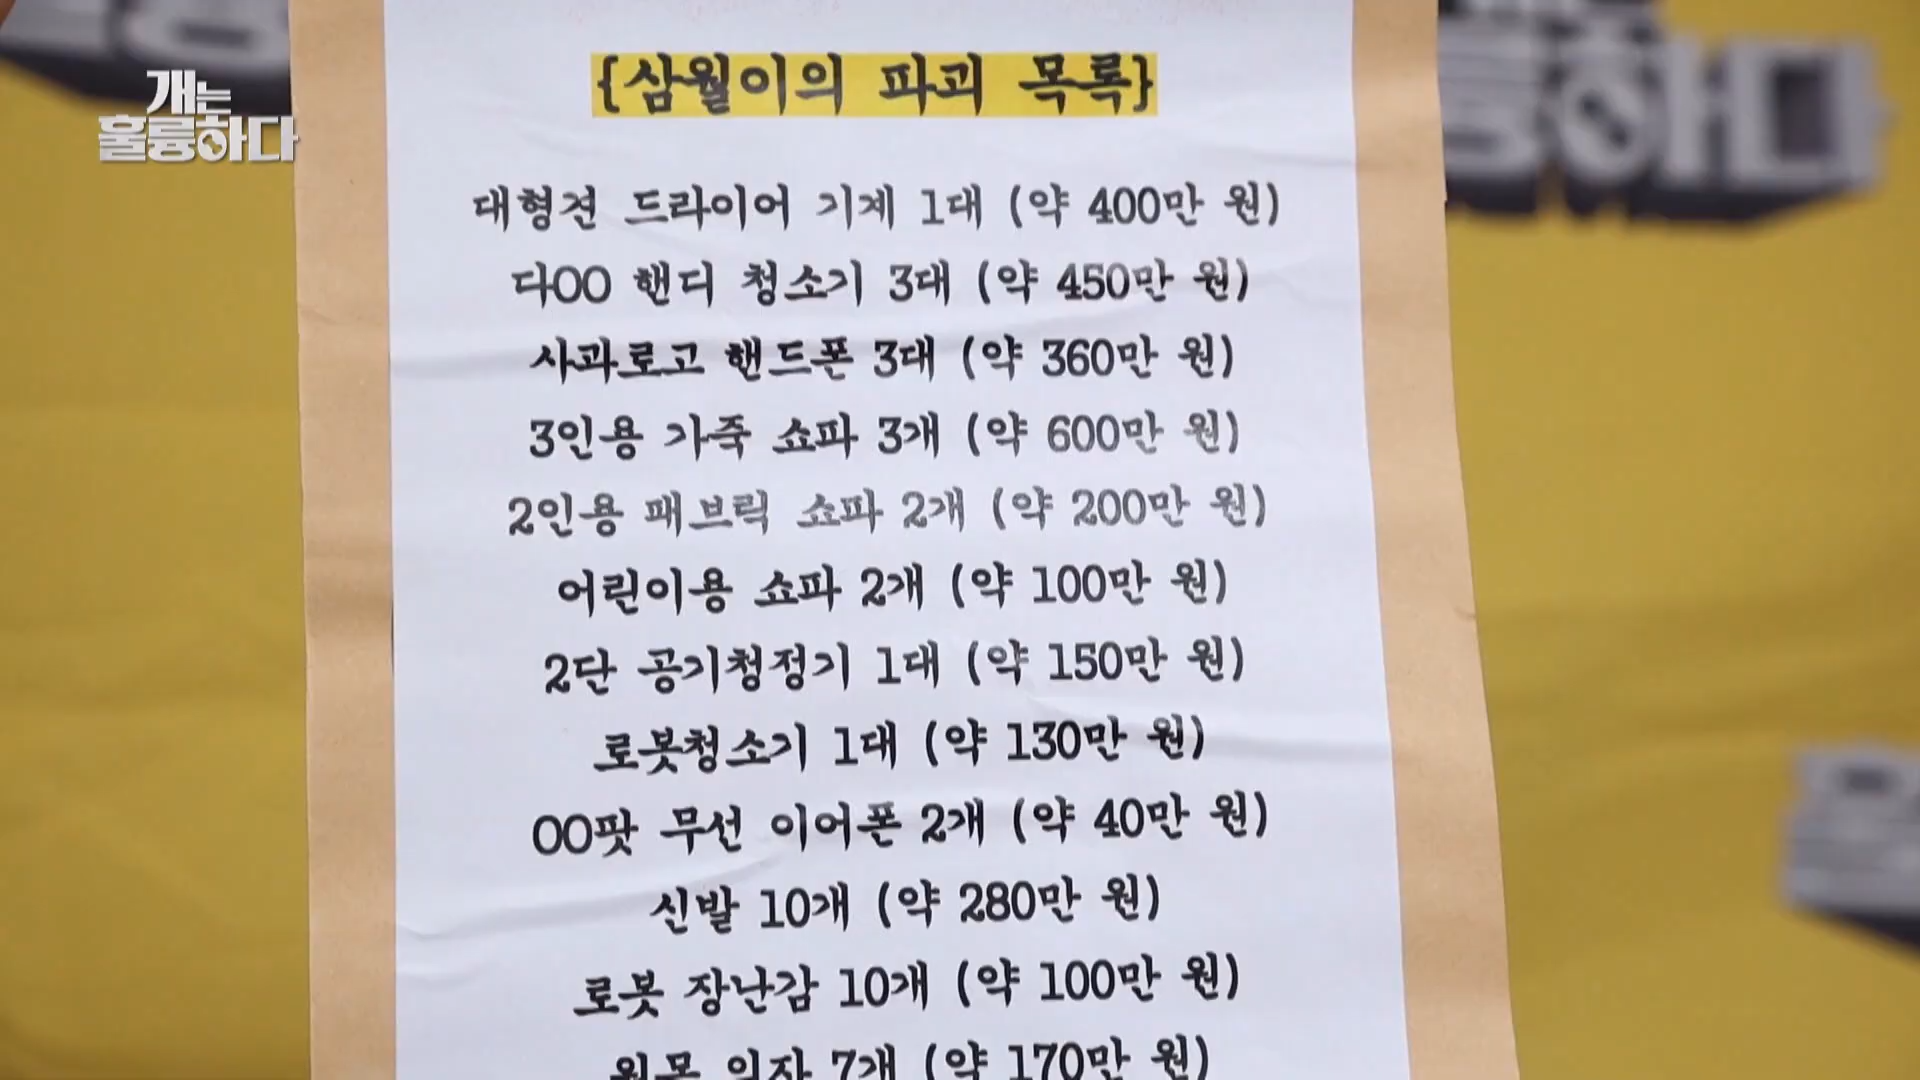 개는
훌륭하다
{삼월이의 파괴 목록}
대형견 드라이어 기계 1대 (약 400만 원)
다OO 핸디 청소기 3대 (약 450만 원)
사과로고 핸드폰 3대 (약 360만 원)
3인용 가죽 쇼파 3개 (약 600만 원)
2인용 패브릭 쇼파 2개 (약 200만 원)
어린이용 쇼파 2개 (약 100만 원)
2단 공기청정기 1대 (약 150만 원)
로봇청소기 1대 (약 130만 원)
OO팟 무선 이어폰 2개 (약 40만 원)
신발 10개 (약 280만 원)
로봇 장난감 10개 (약 100만 원)
원목 의자 7개 (약 170만 원)